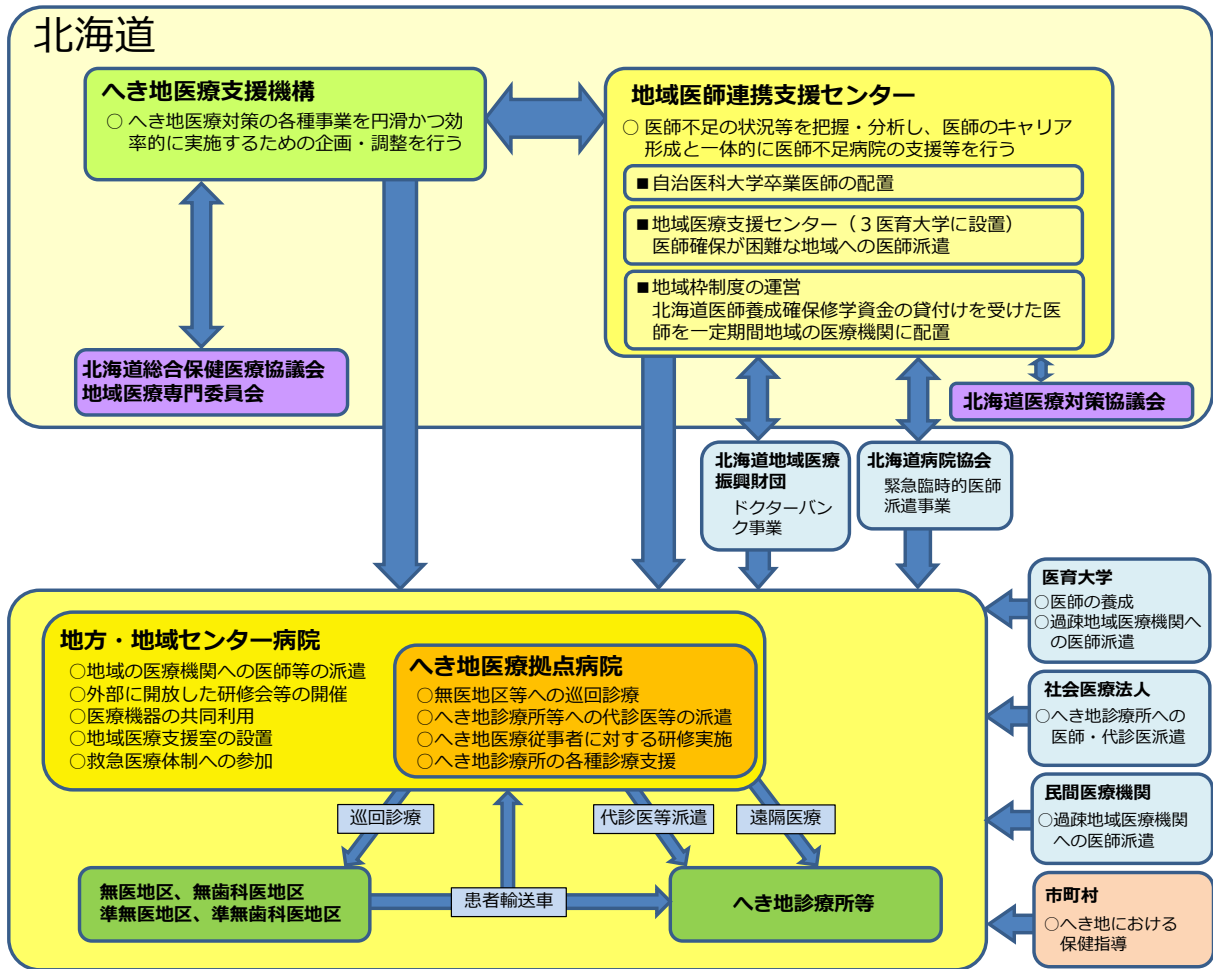 北海道
へき地医療支援機構
○ へき地医療対策の各種事業を円滑かつ効
率的に実施するための企画・調整を行う
地域医師連携支援センター
○ 医師不足の状況等を把握・分析し、医師のキャリア
形成と一体的に医師不足病院の支援等を行う
■自治医科大学卒業医師の配置
■地域医療支援センター（３医育大学に設置）
医師確保が困難な地域への医師派遣
■地域枠制度の運営
北海道医師養成確保修学資金の貸付けを受けた医
師を一定期間地域の医療機関に配置
北海道総合保健医療協議会
地域医療専門委員会
北海道医療対策協議会
北海道地域医療
振興財団
ドクターバン
ク事業
北海道病院協会
緊急臨時的医師
派遣事業
医育大学
○医師の養成
○過疎地域医療機関へ
の医師派遣
社会医療法人
○へき地診療所への
医師・代診医派遣
民間医療機関
○過疎地域医療機関
への医師派遣
市町村
○へき地における
保健指導
地方・地域センター病院
○地域の医療機関への医師等の派遣
○外部に開放した研修会等の開催
○医療機器の共同利用
○地域医療支援室の設置
○救急医療体制への参加
へき地医療拠点病院
○無医地区等への巡回診療
○へき地診療所等への代診医等の派遣
○へき地医療従事者に対する研修実施
○へき地診療所の各種診療支援
巡回診療
代診医等派遣
遠隔医療
無医地区、無歯科医地区
準無医地区、準無歯科医地区
患者輸送車
へき地診療所等